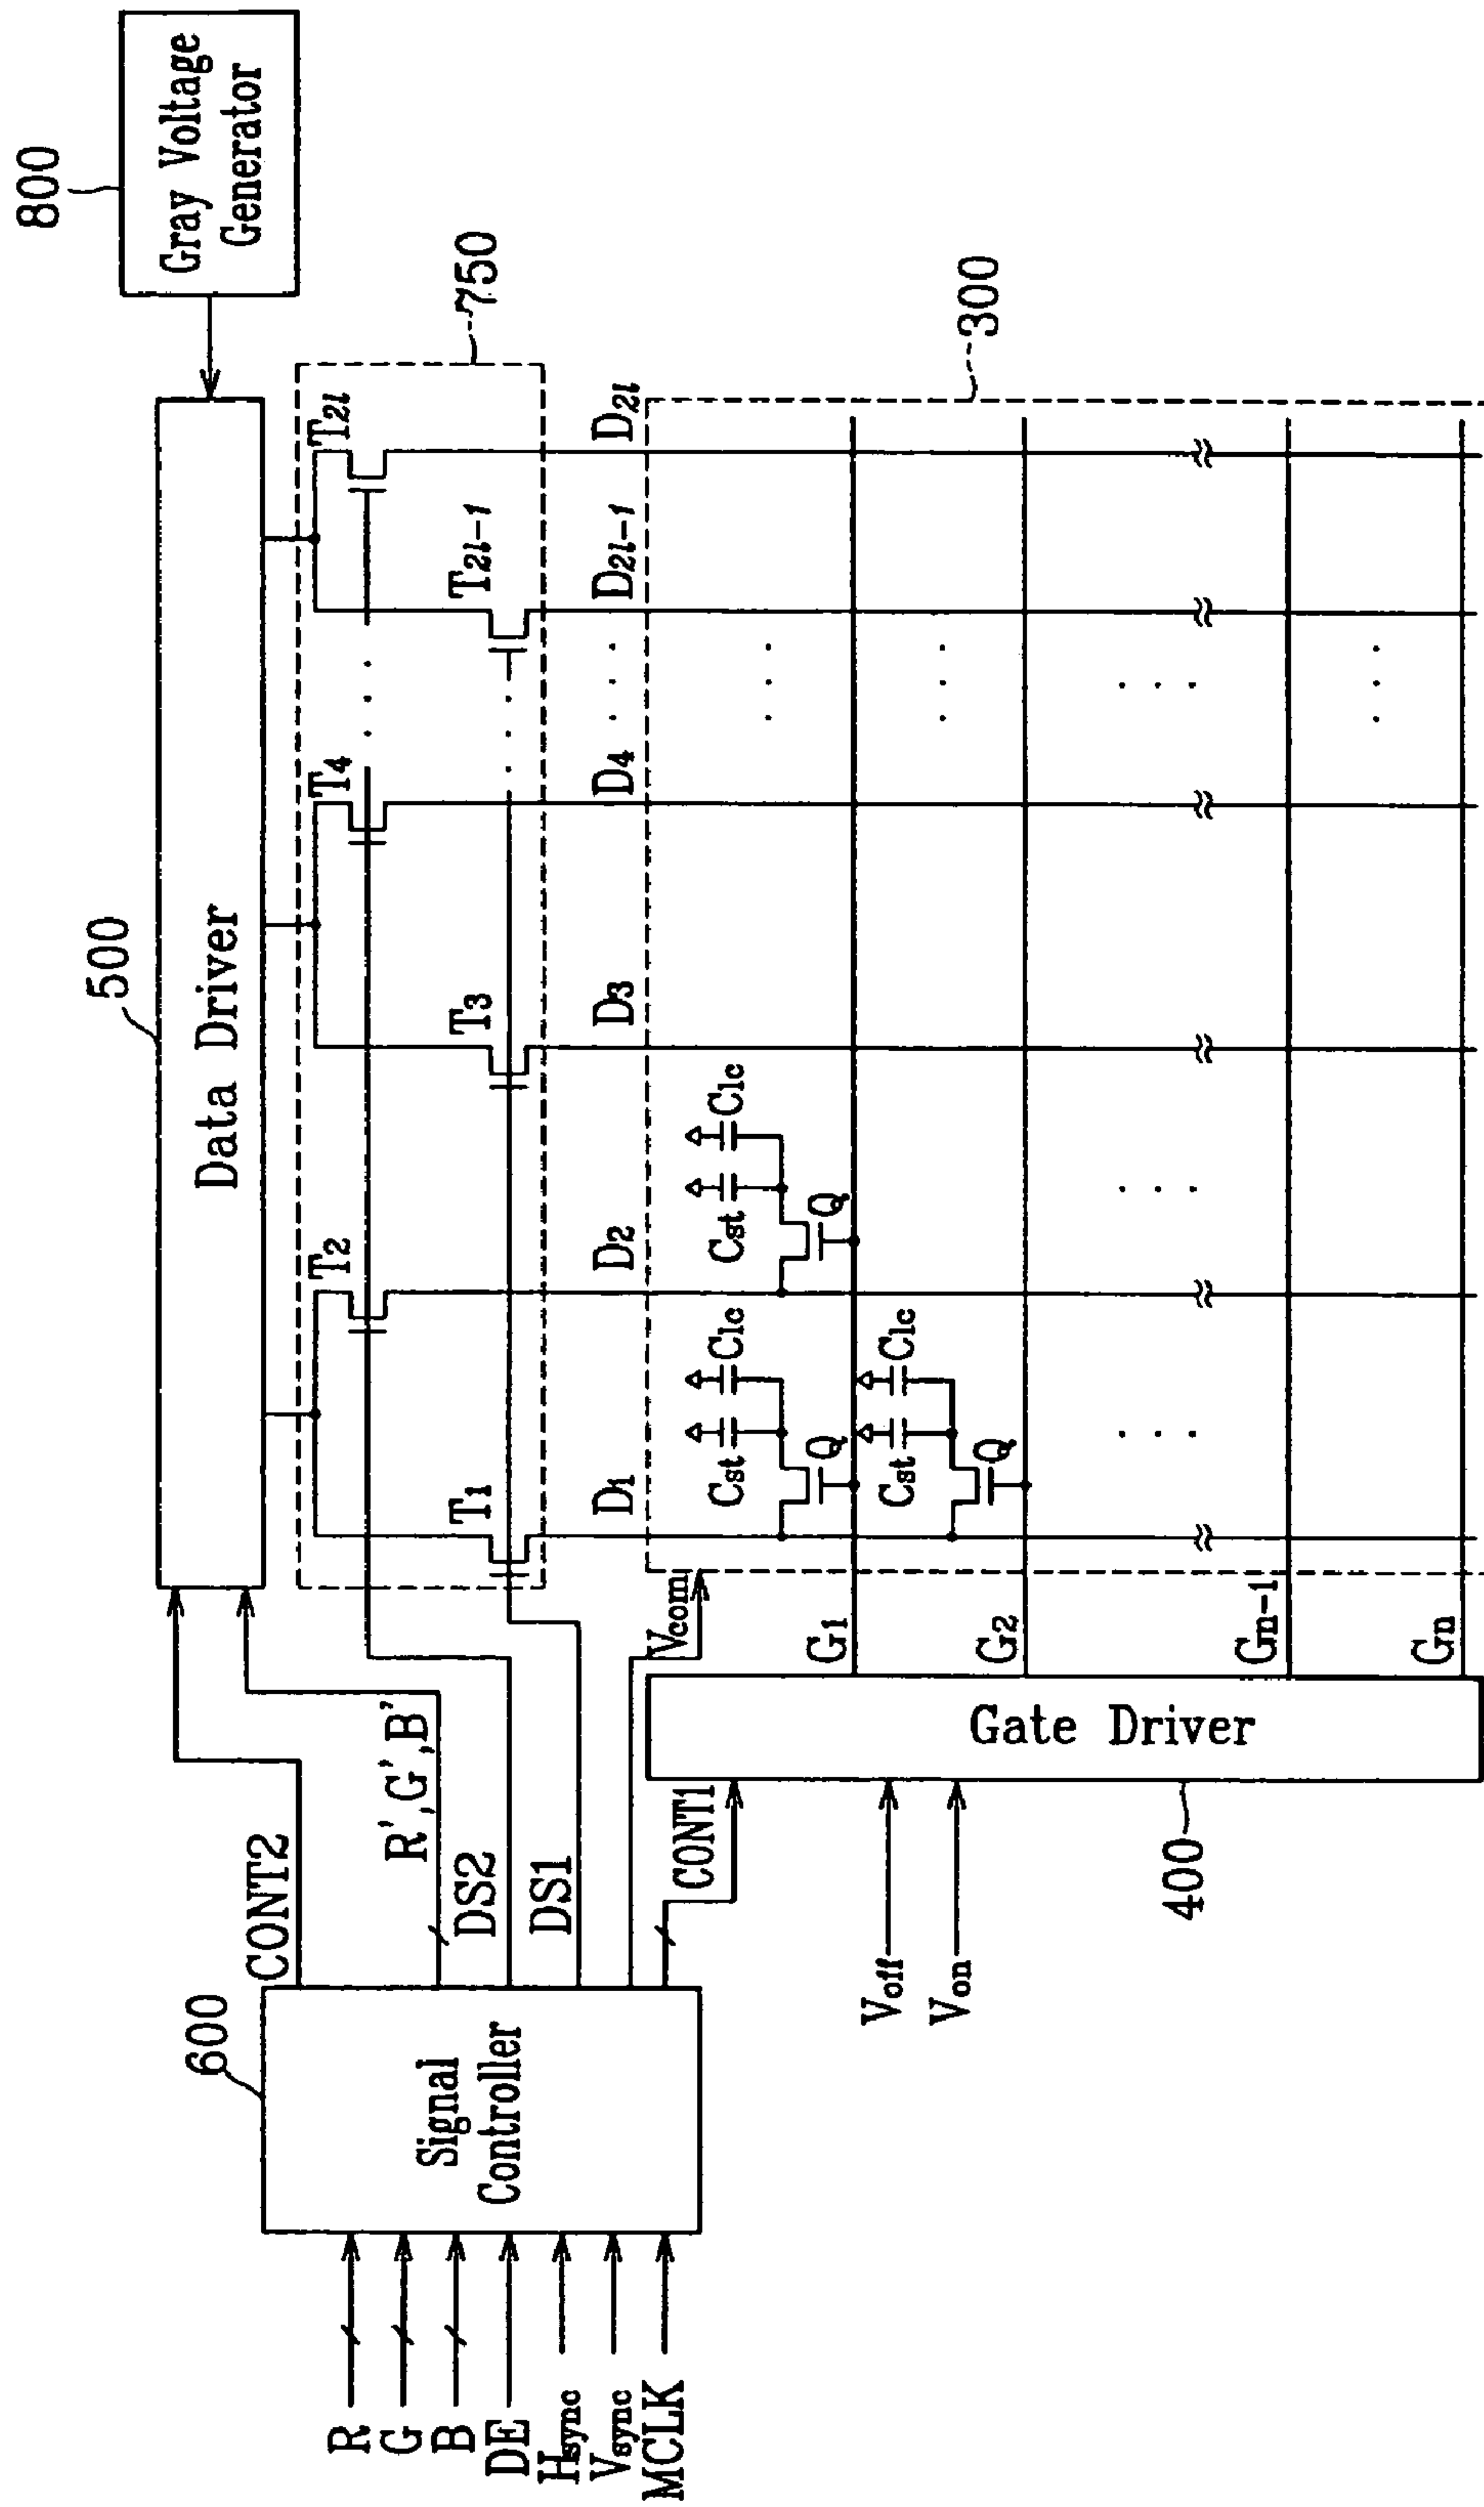 800
Gray Voltage
Generator
500
Data Driver
750
T2
T4
T2l
T1
T3
T2l-1
D1
D2
D3
D4
D2l-1
D2l
300
600
Signal
Controller
R
G
B
DE
Hsync
Vsync
MCLK
CONT2
R',G',B'
DS2
DS1
Vcom
CONT1
Voff
Von
400
Gate Driver
G1
G2
Gn-1
Gn
Cst
Clc
Q
Cst
Clc
Q
Cst
Clc
Q